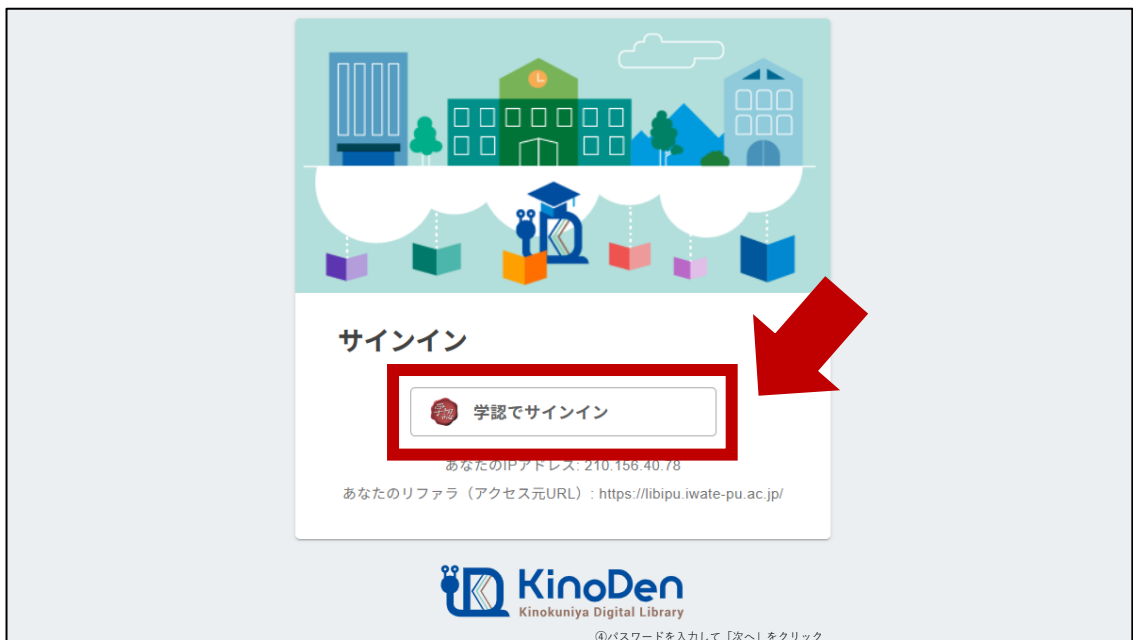 サインイン
学認でサインイン
あなたのIPアドレス: 210.156.40.78
あなたのリファラ（アクセス元URL）: https://libipu.iwate-pu.ac.jp/
KinoDen
Kinokuniya Digital Library
④パスワードを入力して「次へ」をクリック